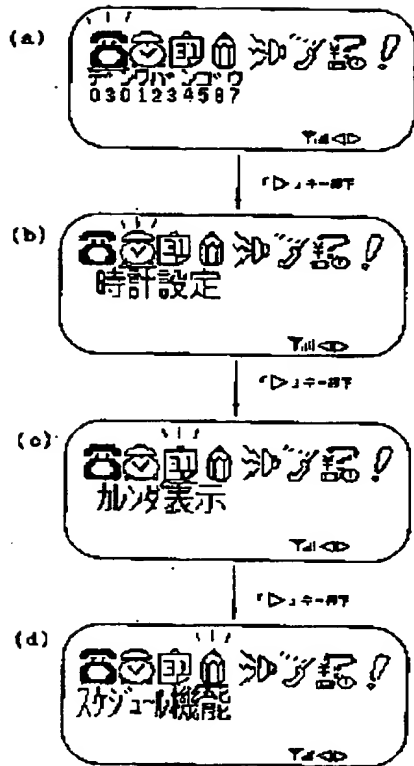 (a)
デンワバンゴウ
0301234587
「▷」キー押下
(b)
時計設定
「▷」キー押下
(c)
カレンダ表示
「▷」キー押下
(d)
スケジュール機能